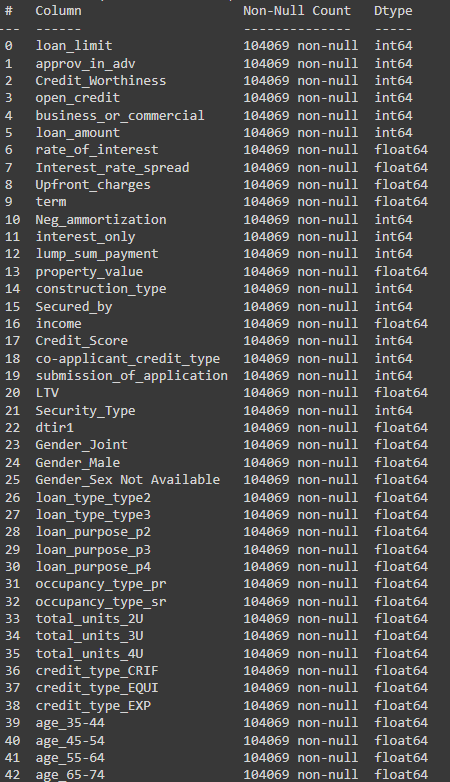 # Column Non-Null Count Dtype
--- ------ -------------- -----
0 loan_limit 104069 non-null int64
1 approv_in_adv 104069 non-null int64
2 Credit_Worthiness 104069 non-null int64
3 open_credit 104069 non-null int64
4 business_or_commercial 104069 non-null int64
5 loan_amount 104069 non-null int64
6 rate_of_interest 104069 non-null float64
7 Interest_rate_spread 104069 non-null float64
8 Upfront_charges 104069 non-null float64
9 term 104069 non-null float64
10 Neg_ammortization 104069 non-null int64
11 interest_only 104069 non-null int64
12 lump_sum_payment 104069 non-null int64
13 property_value 104069 non-null float64
14 construction_type 104069 non-null int64
15 Secured_by 104069 non-null int64
16 income 104069 non-null float64
17 Credit_Score 104069 non-null int64
18 co-applicant_credit_type 104069 non-null int64
19 submission_of_application 104069 non-null int64
20 LTV 104069 non-null float64
21 Security_Type 104069 non-null int64
22 dtir1 104069 non-null float64
23 Gender_Joint 104069 non-null float64
24 Gender_Male 104069 non-null float64
25 Gender_Sex Not Available 104069 non-null float64
26 loan_type_type2 104069 non-null float64
27 loan_type_type3 104069 non-null float64
28 loan_purpose_p2 104069 non-null float64
29 loan_purpose_p3 104069 non-null float64
30 loan_purpose_p4 104069 non-null float64
31 occupancy_type_pr 104069 non-null float64
32 occupancy_type_sr 104069 non-null float64
33 total_units_2U 104069 non-null float64
34 total_units_3U 104069 non-null float64
35 total_units_4U 104069 non-null float64
36 credit_type_CRIF 104069 non-null float64
37 credit_type_EQUI 104069 non-null float64
38 credit_type_EXP 104069 non-null float64
39 age_35-44 104069 non-null float64
40 age_45-54 104069 non-null float64
41 age_55-64 104069 non-null float64
42 age_65-74 104069 non-null float64